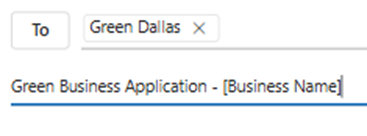 To
Green Dallas
Green Business Application - [Business Name]